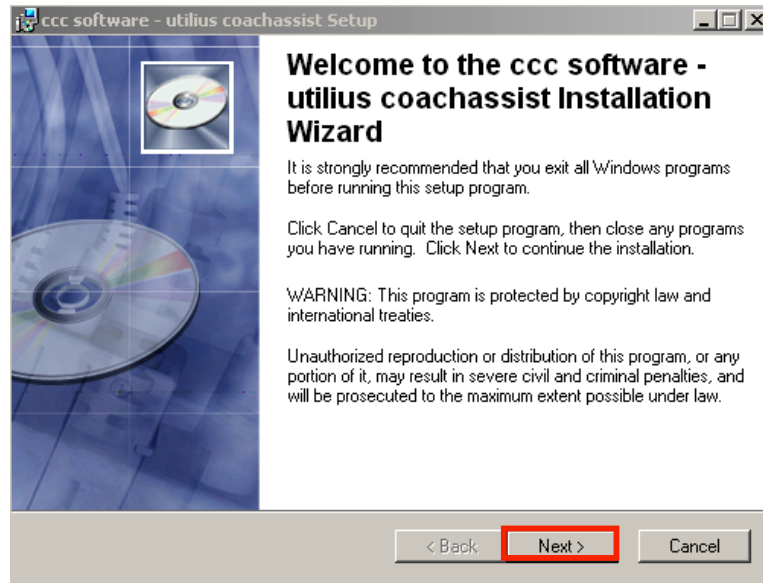 ccc software - utilius coachassist Setup
Welcome to the ccc software -
utilius coachassist Installation
Wizard
It is strongly recommended that you exit all Windows programs
before running this setup program.
Click Cancel to quit the setup program, then close any programs
you have running. Click Next to continue the installation.
WARNING: This program is protected by copyright law and
international treaties.
Unauthorized reproduction or distribution of this program, or any
portion of it, may result in severe civil and criminal penalties, and
will be prosecuted to the maximum extent possible under law.
< Back Next > Cancel